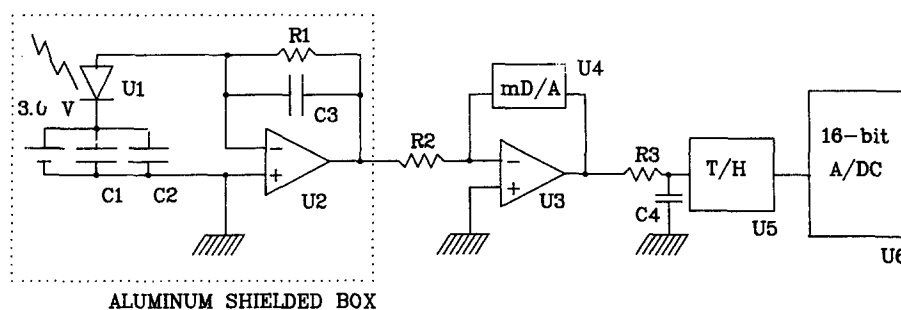 R1
U1
3.0 V
C3
C1
C2
U2
R2
U4
mD/A
U3
R3
C4
T/H
U5
16-bit
A/DC
U6
ALUMINUM SHIELDED BOX